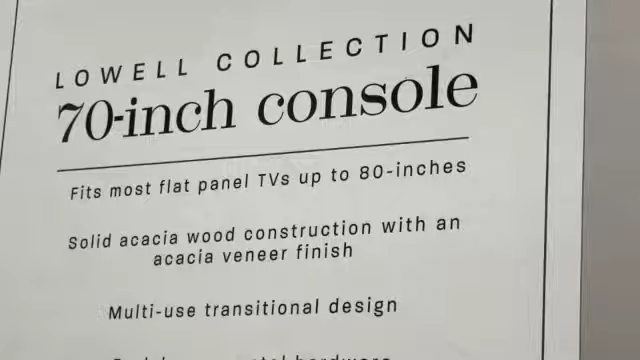 LOWELL COLLECTION
70-inch console
Fits most flat panel TVs up to 80-inches
Solid acacia wood construction with an
acacia veneer finish
Multi-use transitional design